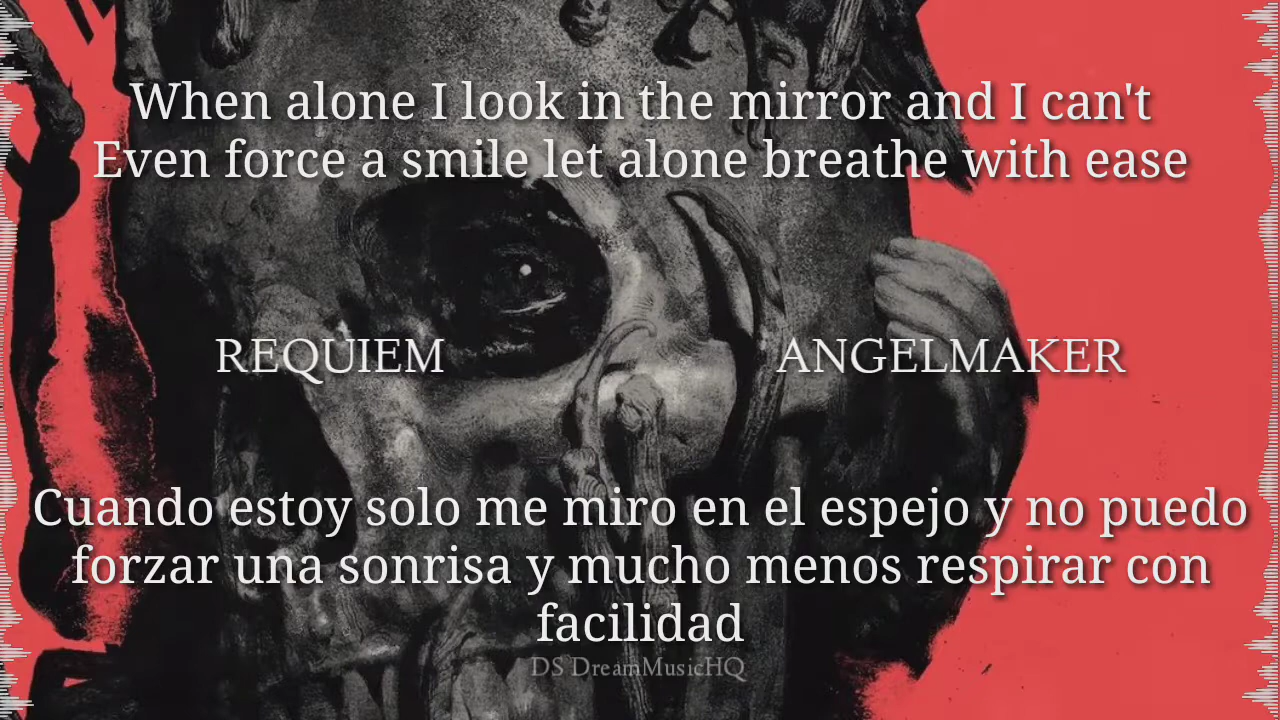 When alone I look in the mirror and I can't
Even force a smile let alone breathe with ease
REQUIEM
ANGELMAKER
Cuando estoy solo me miro en el espejo y no puedo
forzar una sonrisa y mucho menos respirar con
facilidad
DS DreamMusicHQ